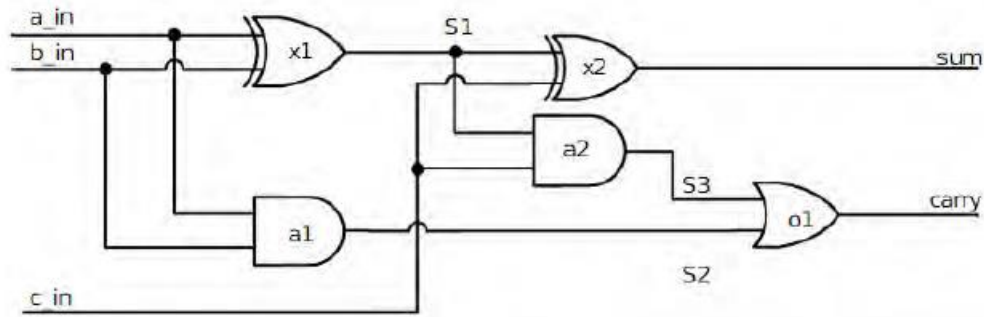 a_in
b_in
x1
S1
x2
sum
a2
S3
carry
a1
o1
S2
c_in